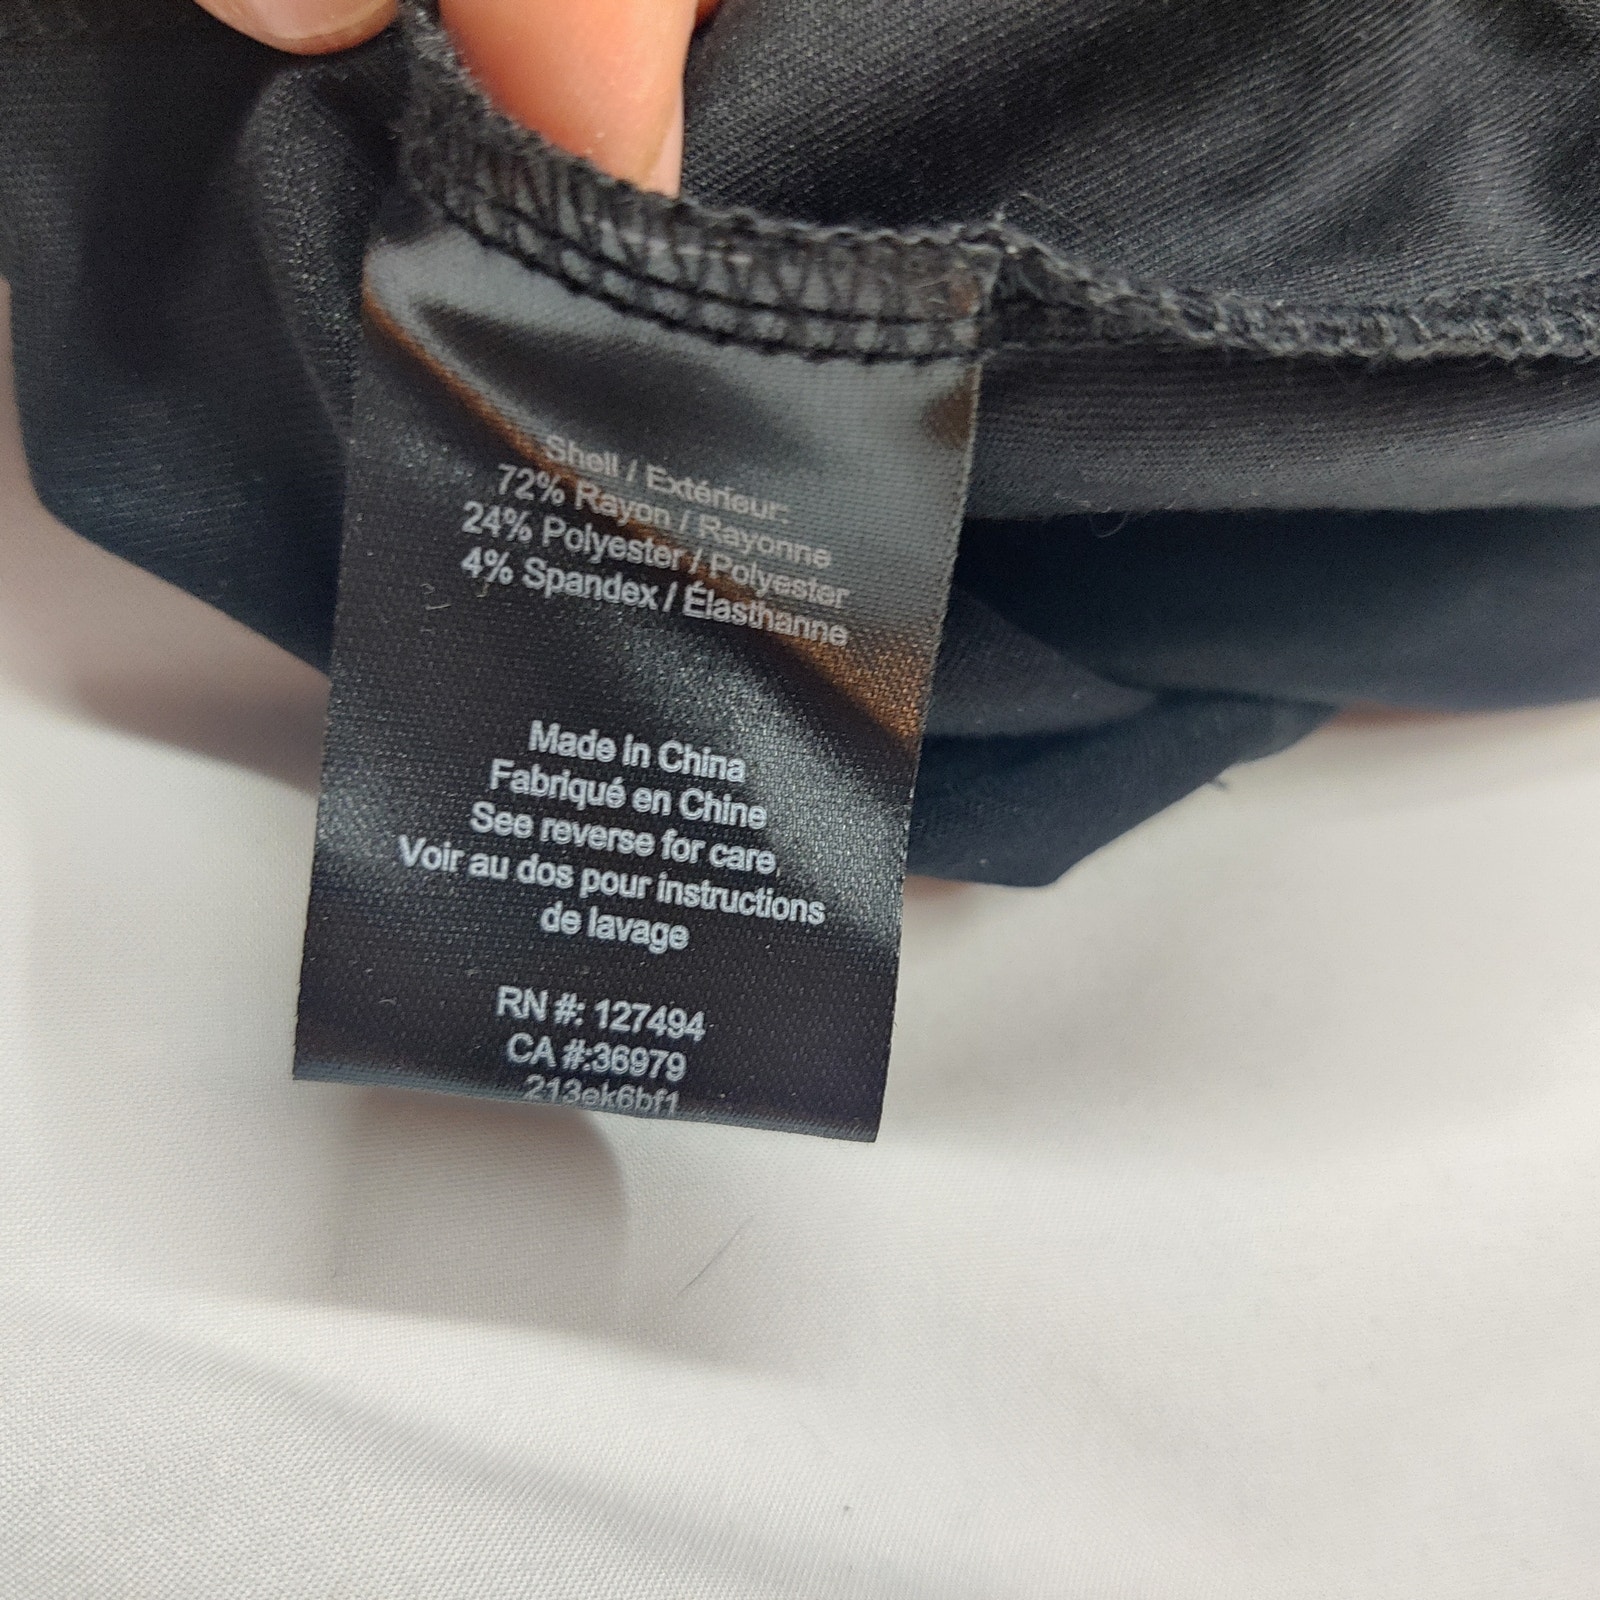 Shell / Extérieur:
72% Rayon / Rayonne
24% Polyester / Polyester
4% Spandex / Élasthanne
Made in China
Fabriqué en Chine
See reverse for care.
Voir au dos pour instructions
de lavage
RN #: 127494
CA #:36979
213ek6bf1